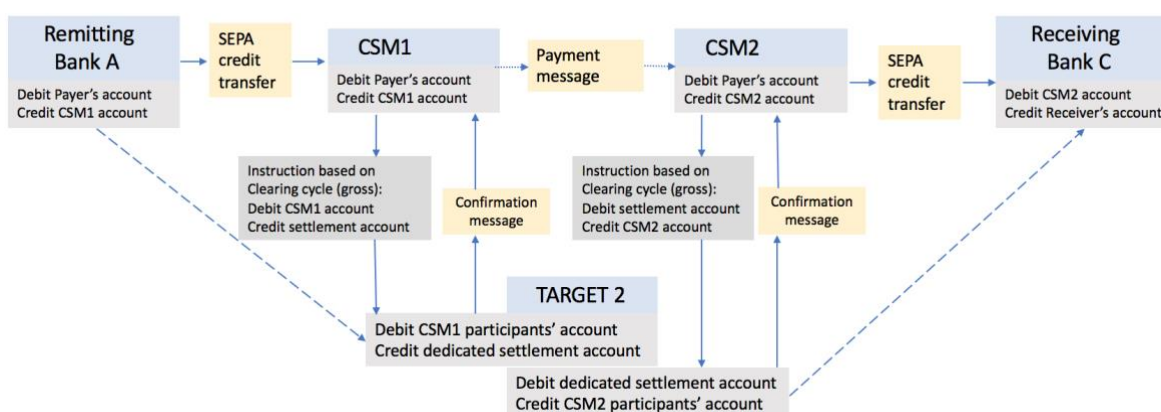 Remitting
Bank A
Debit Payer's account
Credit CSM1 account
SEPA
credit
transfer
CSM1
Debit Payer's account
Credit CSM1 account
Payment
message
CSM2
Debit Payer's account
Credit CSM2 account
SEPA
credit
transfer
Receiving
Bank C
Debit CSM2 account
Credit Receiver's account
Instruction based on
Clearing cycle (gross):
Debit CSM1 account
Credit settlement account
Confirmation
message
Instruction based on
Clearing cycle (gross):
Debit settlement account
Credit CSM2 account
Confirmation
message
TARGET 2
Debit CSM1 participants' account
Credit dedicated settlement account
Debit dedicated settlement account
Credit CSM2 participants' account